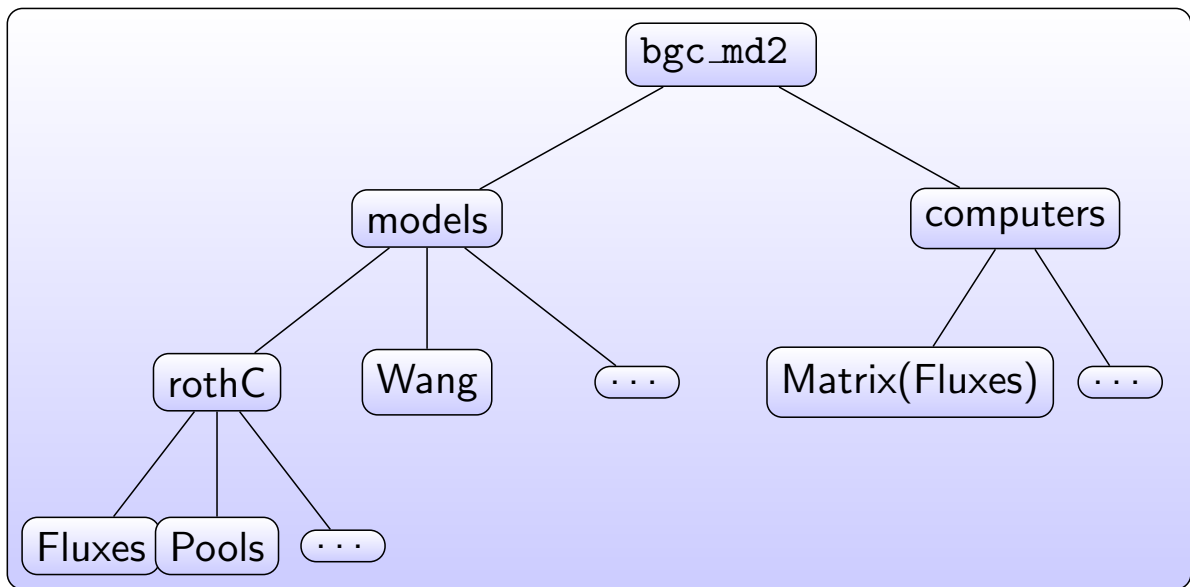 bgc_md2
models
computers
rothC
Wang
...
Matrix(Fluxes)
...
Fluxes
Pools
...